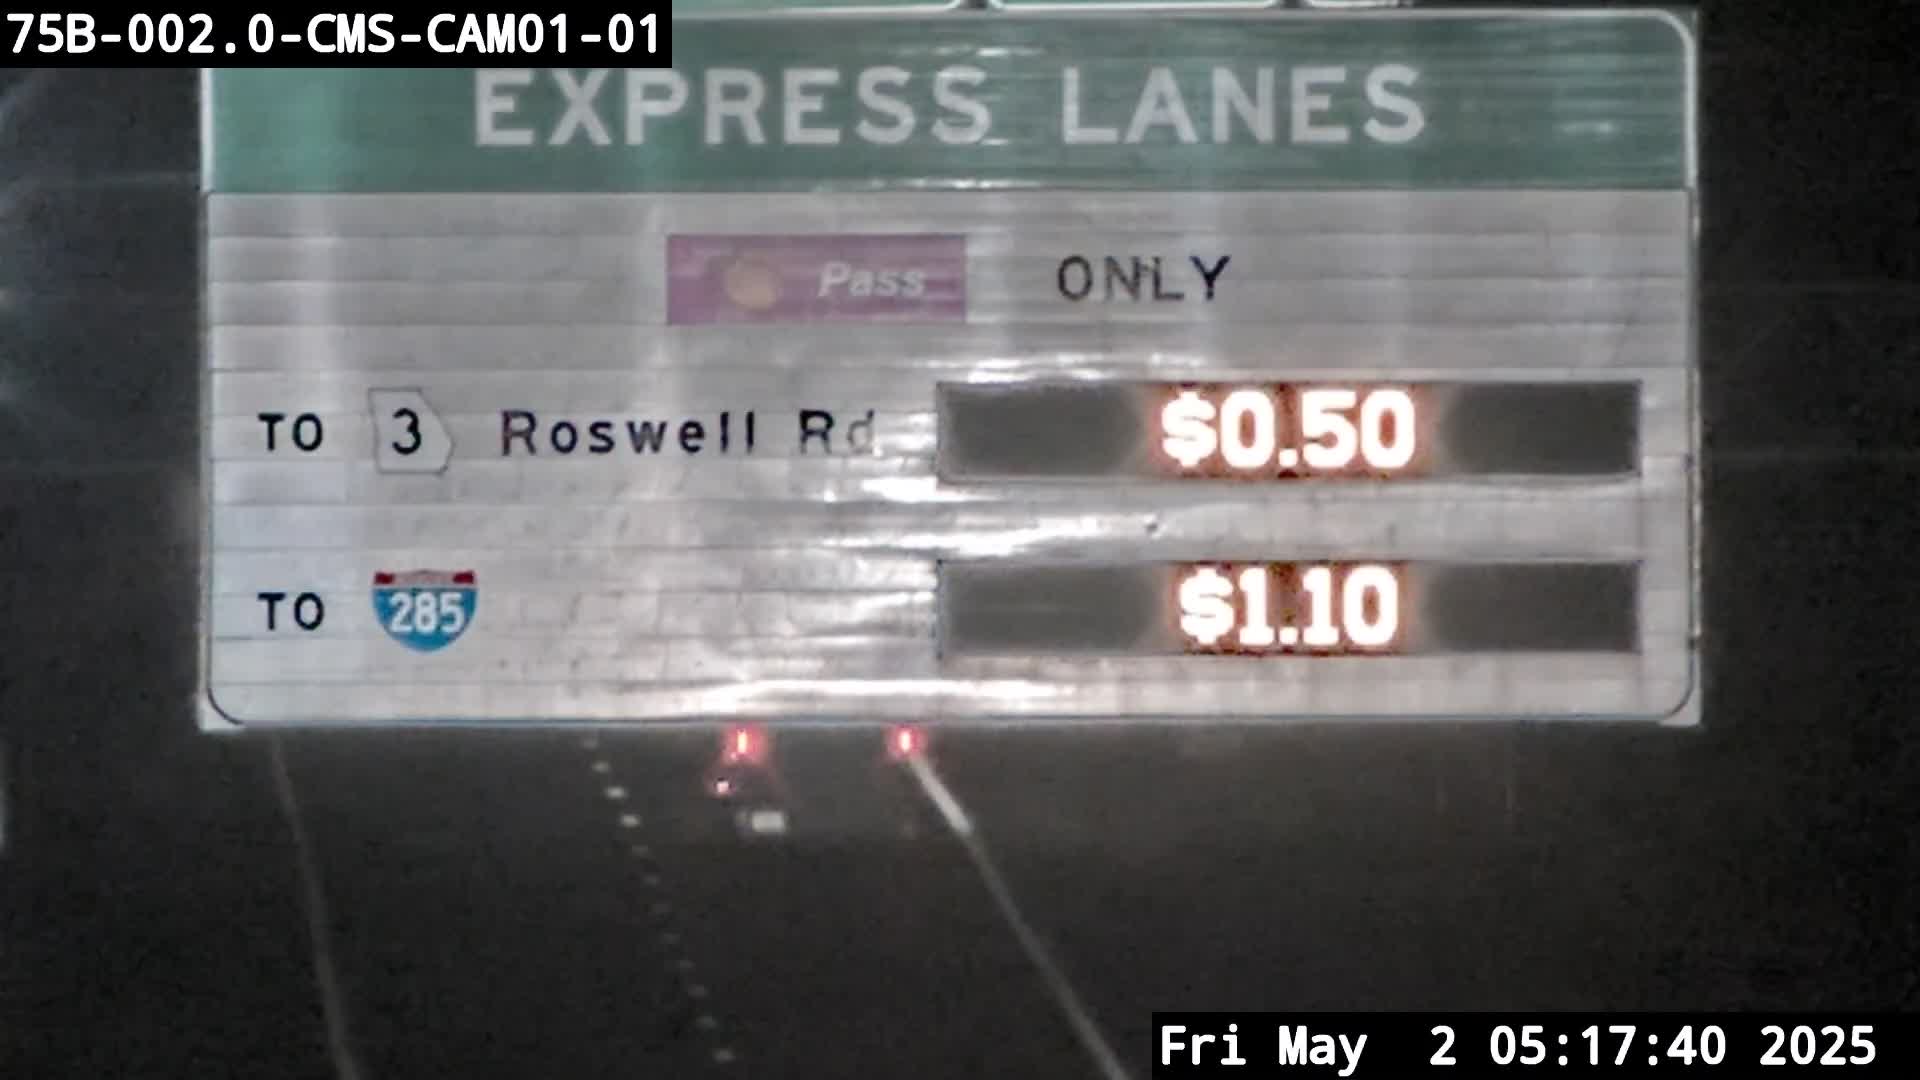 75B-002.0-CMS-CAM01-01
EXPRESS LANES
Pass ONLY
TO 3 Roswell Rd $0.50
TO 285 $1.10
Fri May 2 05:17:40 2025